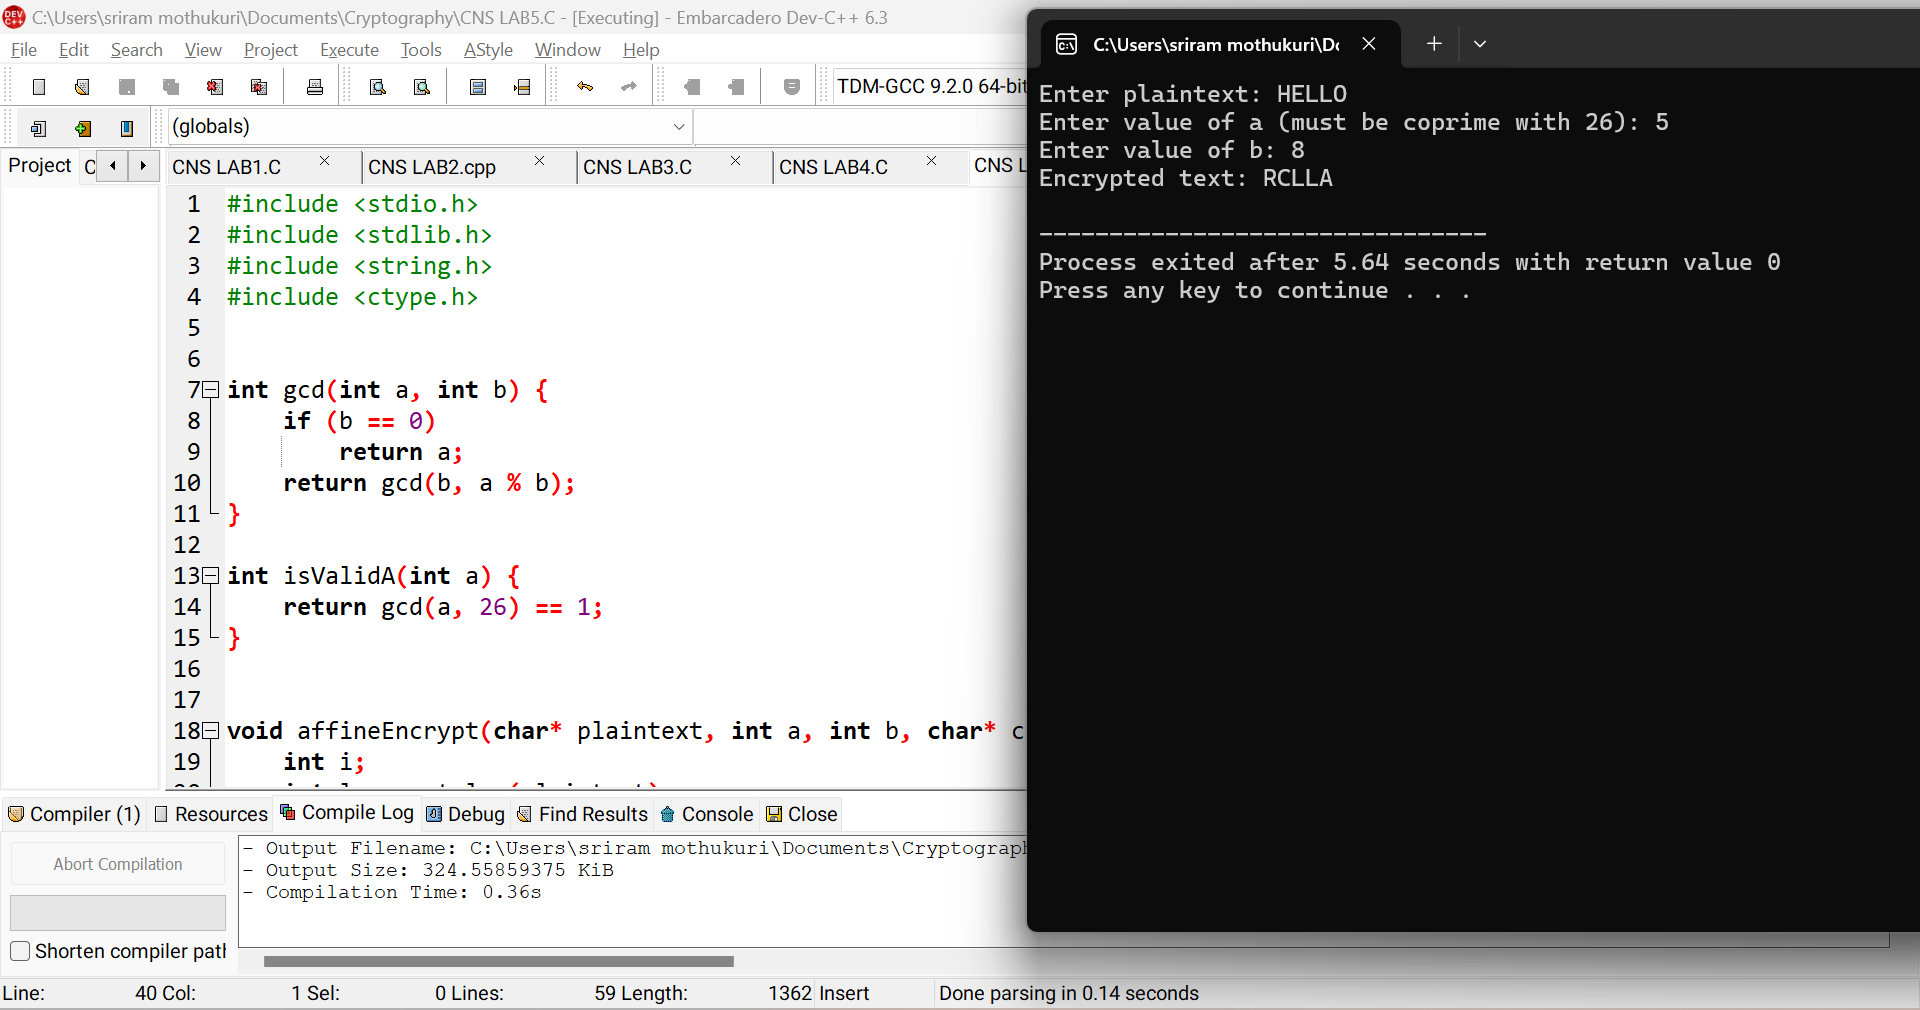 C:\Users\sriram mothukuri\Documents\Cryptography\CNS LAB5.C - [Executing] - Embarcadero Dev-C++ 6.3
File Edit Search View Project Execute Tools AStyle Window Help
TDM-GCC 9.2.0 64-bit
(globals)
Project C CNS LAB1.C CNS LAB2.cpp CNS LAB3.C CNS LAB4.C CNS L
1 #include <stdio.h>
2 #include <stdlib.h>
3 #include <string.h>
4 #include <ctype.h>
5
6
7 int gcd(int a, int b) {
8 if (b == 0)
9 return a;
10 return gcd(b, a % b);
11 }
12
13 int isValidA(int a) {
14 return gcd(a, 26) == 1;
15 }
16
17
18 void affineEncrypt(char* plaintext, int a, int b, char* c
19 int i;
Compiler (1) Resources Compile Log Debug Find Results Console Close
Abort Compilation
Shorten compiler path
- Output Filename: C:\Users\sriram mothukuri\Documents\Cryptograph
- Output Size: 324.55859375 KiB
- Compilation Time: 0.36s
Line: 40 Col: 1 Sel: 0 Lines: 59 Length: 1362 Insert Done parsing in 0.14 seconds
C:\Users\sriram mothukuri\Do
Enter plaintext: HELLO
Enter value of a (must be coprime with 26): 5
Enter value of b: 8
Encrypted text: RCLLA
--------------------------------
Process exited after 5.64 seconds with return value 0
Press any key to continue . . .